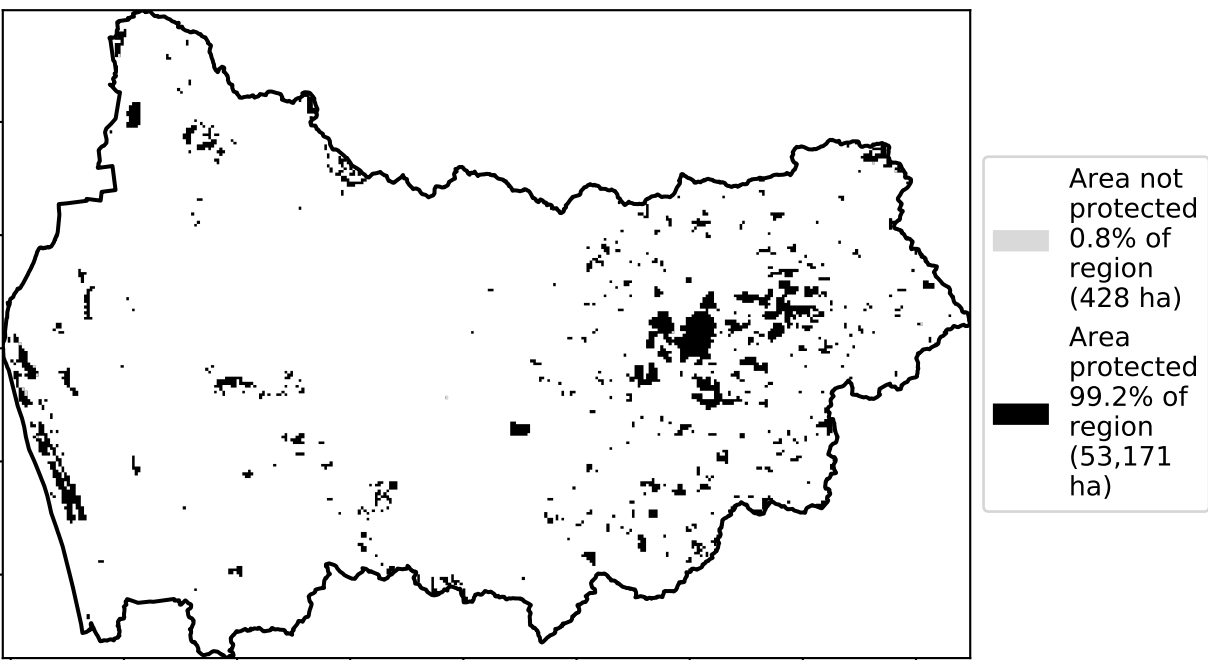 Area not
protected
0.8% of
region
(428 ha)
Area
protected
99.2% of
region
(53,171
ha)